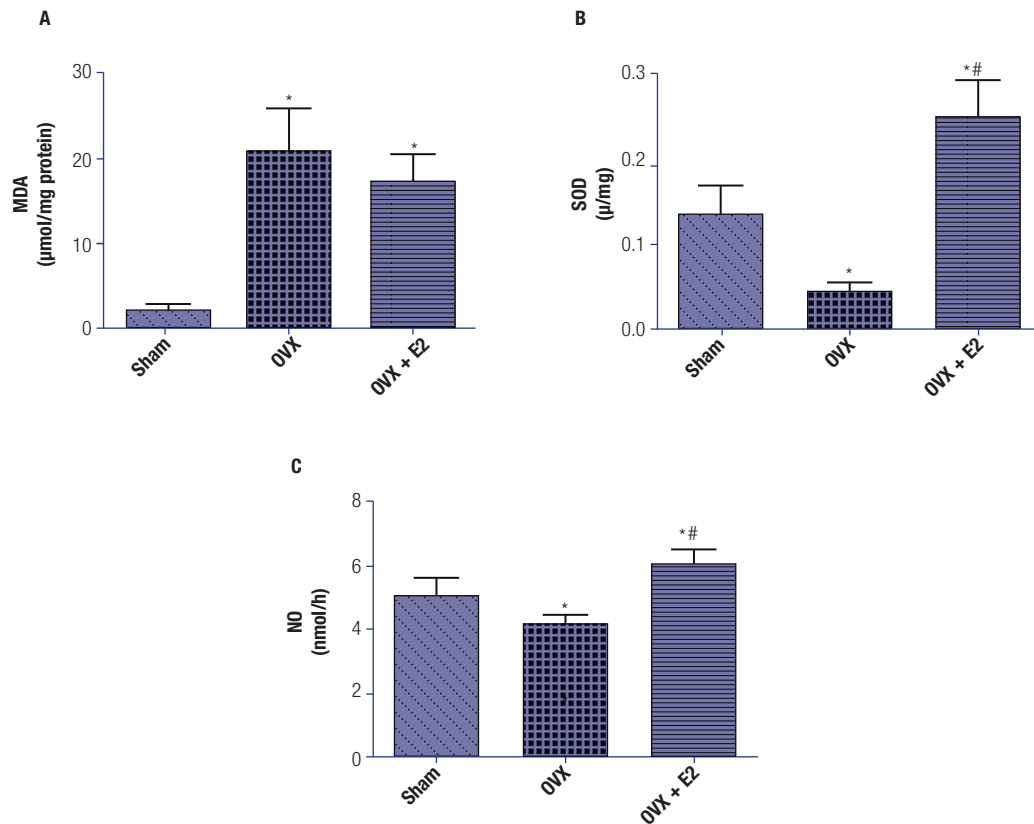 A
MDA
(µmol/mg protein)
30
20
10
0
*
*
Sham
OVX
OVX + E2
B
SOD
(µ/mg)
0.3
0.2
0.1
0.0
*
*#
Sham
OVX
OVX + E2
C
NO
(nmol/h)
8
6
4
2
0
*
*#
Sham
OVX
OVX + E2